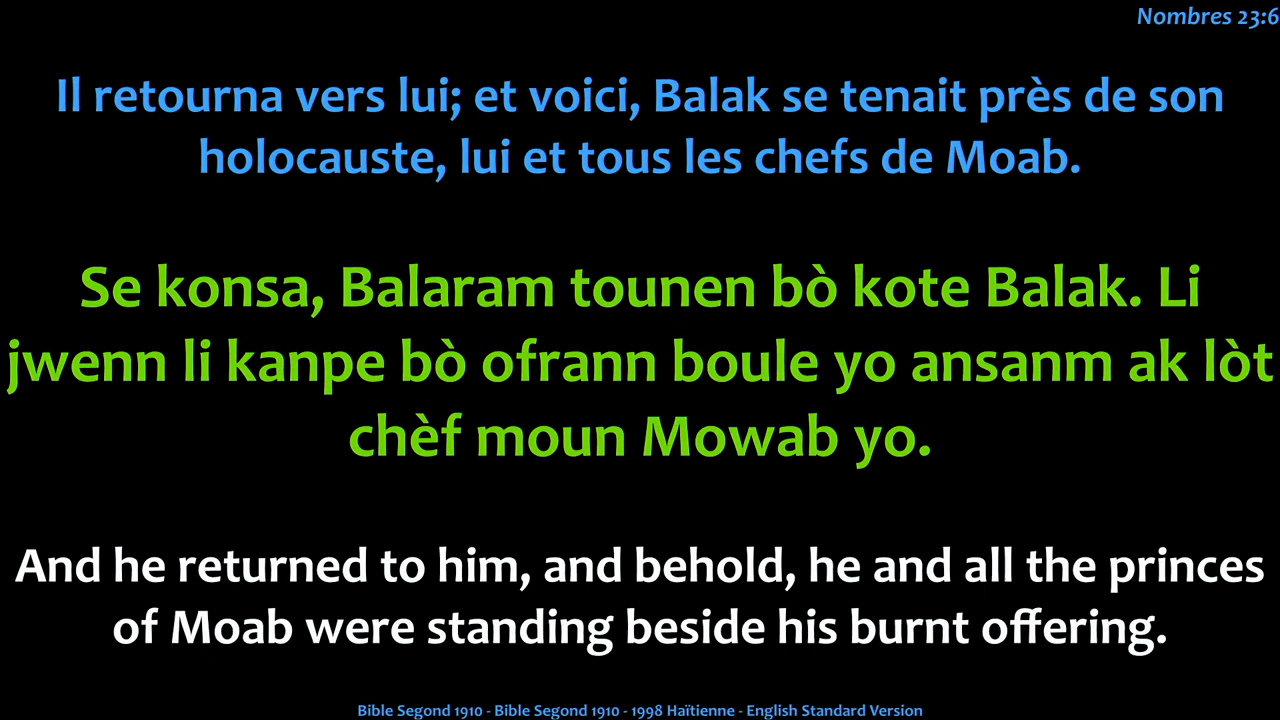 Nombres 23:6
Il retourna vers lui; et voici, Balak se tenait près de son
holocauste, lui et tous les chefs de Moab.
Se konsa, Balaram tounen bò kote Balak. Li
jwenn li kanpe bò ofrann boule yo ansanm ak lòt
chèf moun Mowab yo.
And he returned to him, and behold, he and all the princes
of Moab were standing beside his burnt offering.
Bible Segond 1910 - Bible Segond 1910 - 1998 Haïtienne - English Standard Version